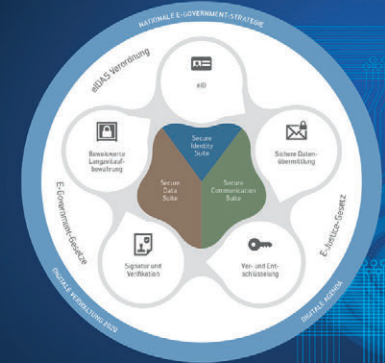 NATIONALE E-GOVERNMENT-STRATEGIE
eIDAS Verordnung
eID
Bewahrerte
Langzeitauf-
bewahrung
Secure
Identity
Suite
Sichere Daten-
übermittlung
Secure
Data
Suite
Secure
Communication
Suite
E-Government-Gesetze
E-Justice-Gesetz
Signatur und
Verifikation
Ver- und Ent-
schlüsselung
DIGITALE VERWALTUNG 2020
DIGITALE AGENDA